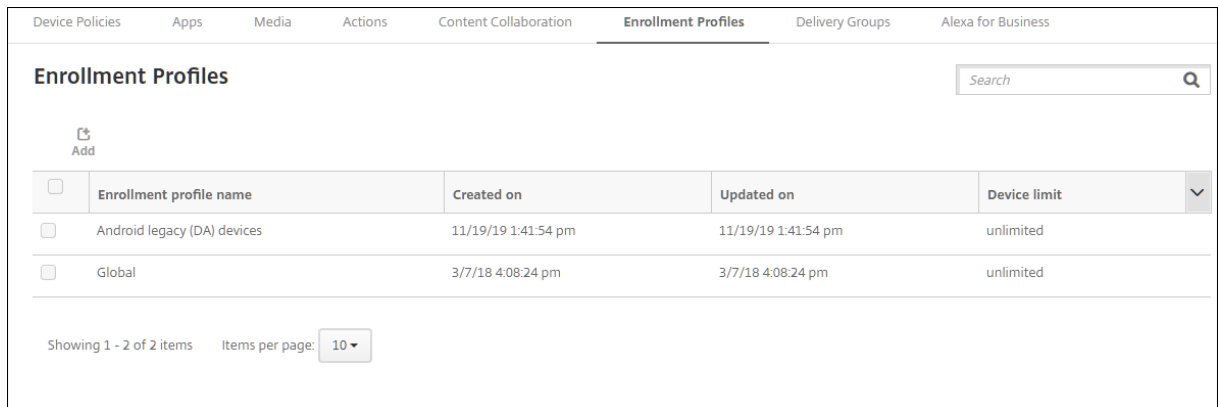 Device Policies Apps Media Actions Content Collaboration Enrollment Profiles Delivery Groups Alexa for Business
Enrollment Profiles
Search
Add
Enrollment profile name Created on Updated on Device limit
Android legacy (DA) devices 11/19/19 1:41:54 pm 11/19/19 1:41:54 pm unlimited
Global 3/7/18 4:08:24 pm 3/7/18 4:08:24 pm unlimited
Showing 1 - 2 of 2 items Items per page: 10